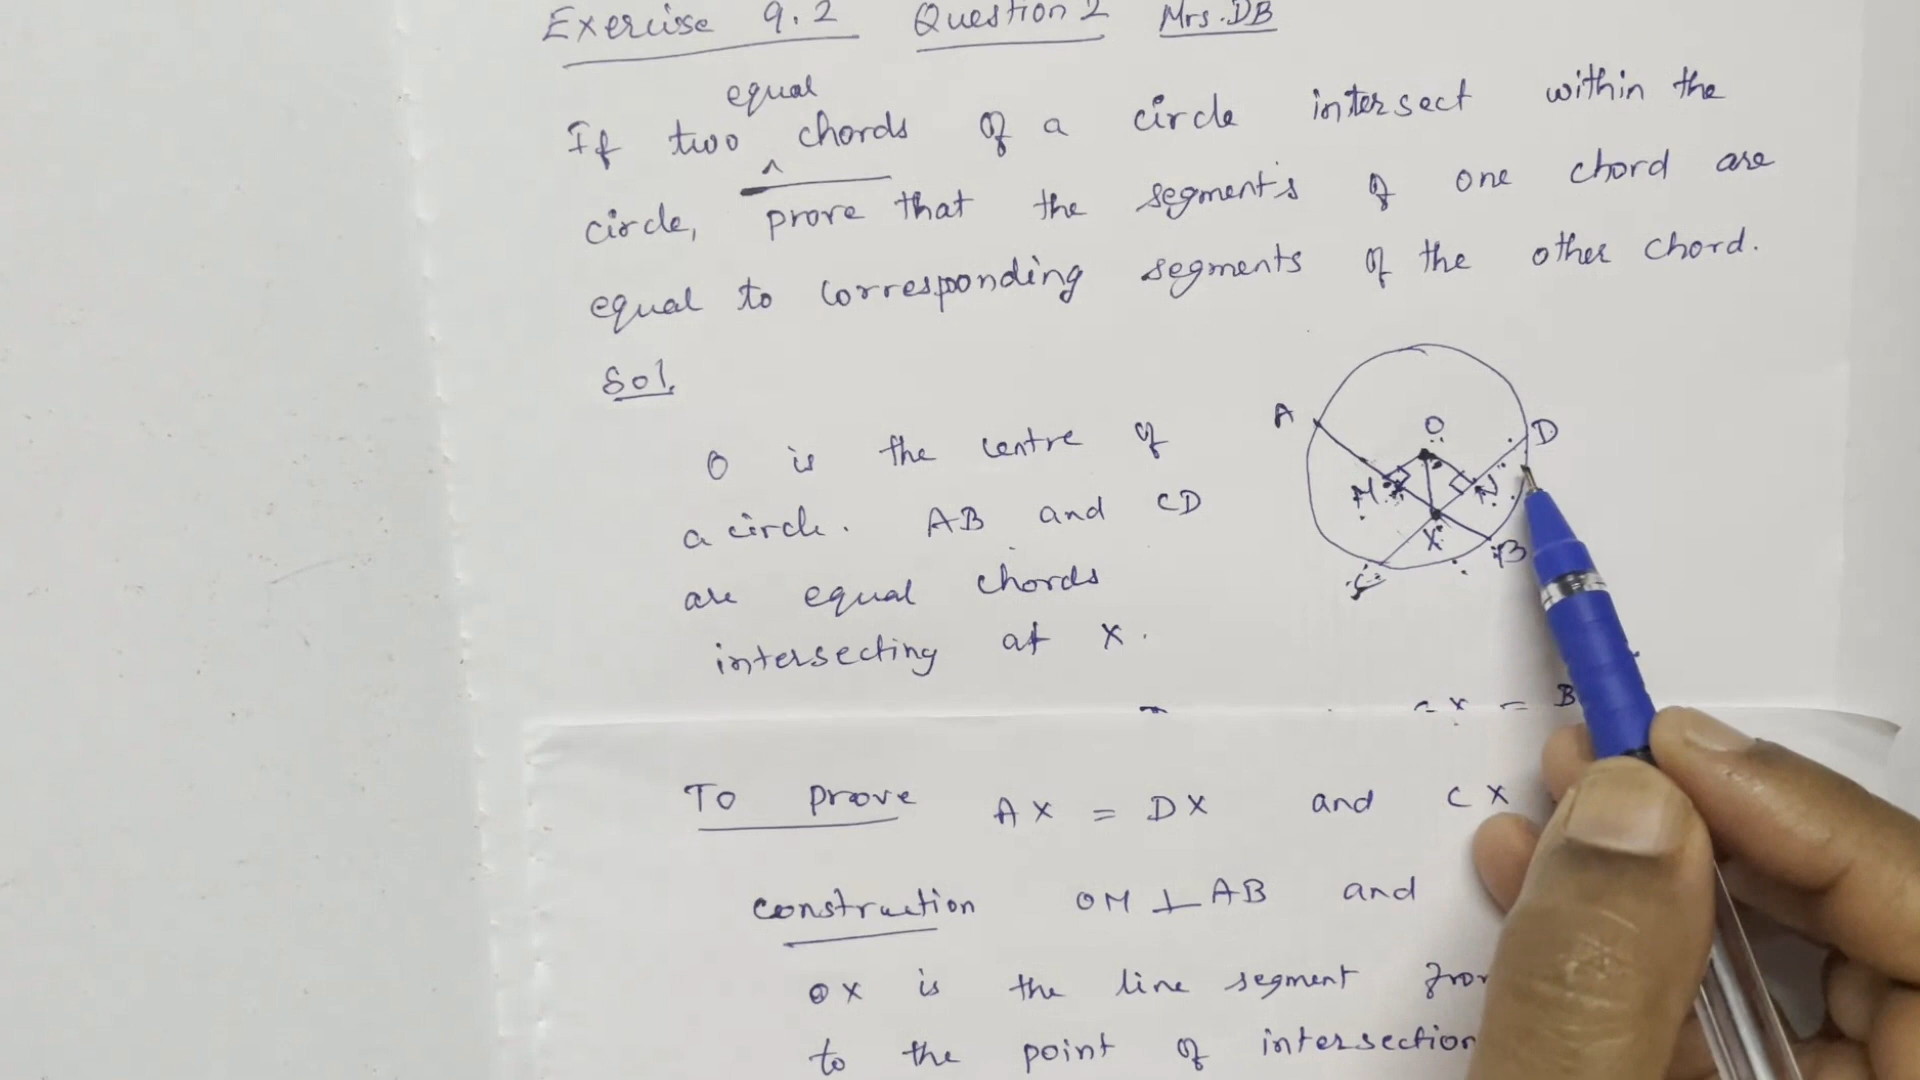 Exercise 9.2 Question 2 Mrs. DB
equal
If two ^ chords of a circle intersect within the
circle, prove that the segments of one chord are
equal to corresponding segments of the other chord.
Sol.
O is the centre of
a circle. AB and CD
are equal chords
intersecting at X.
A
O
D
M
N
X
B
C
x = B
To prove AX = DX and CX
construction OM ⊥ AB and
OX is the line segment
to the point of intersection